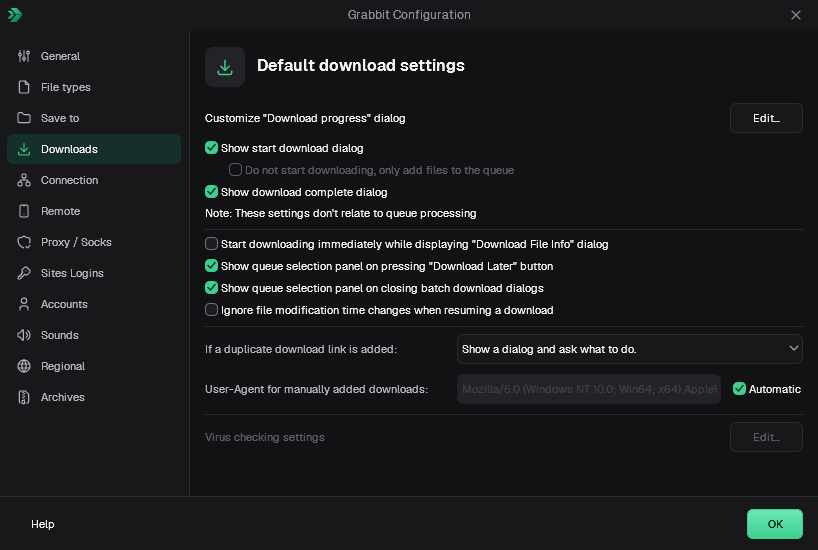 Grabbit Configuration
General
File types
Save to
Downloads
Connection
Remote
Proxy / Socks
Sites Logins
Accounts
Sounds
Regional
Archives
Default download settings
Customize "Download progress" dialog
Edit...
Show start download dialog
Do not start downloading, only add files to the queue
Show download complete dialog
Note: These settings don't relate to queue processing
Start downloading immediately while displaying "Download File Info" dialog
Show queue selection panel on pressing "Download Later" button
Show queue selection panel on closing batch download dialogs
Ignore file modification time changes when resuming a download
If a duplicate download link is added:
Show a dialog and ask what to do.
User-Agent for manually added downloads:
Mozilla/5.0 (Windows NT 10.0; Win64; x64) Apple
Automatic
Virus checking settings
Edit...
Help
OK